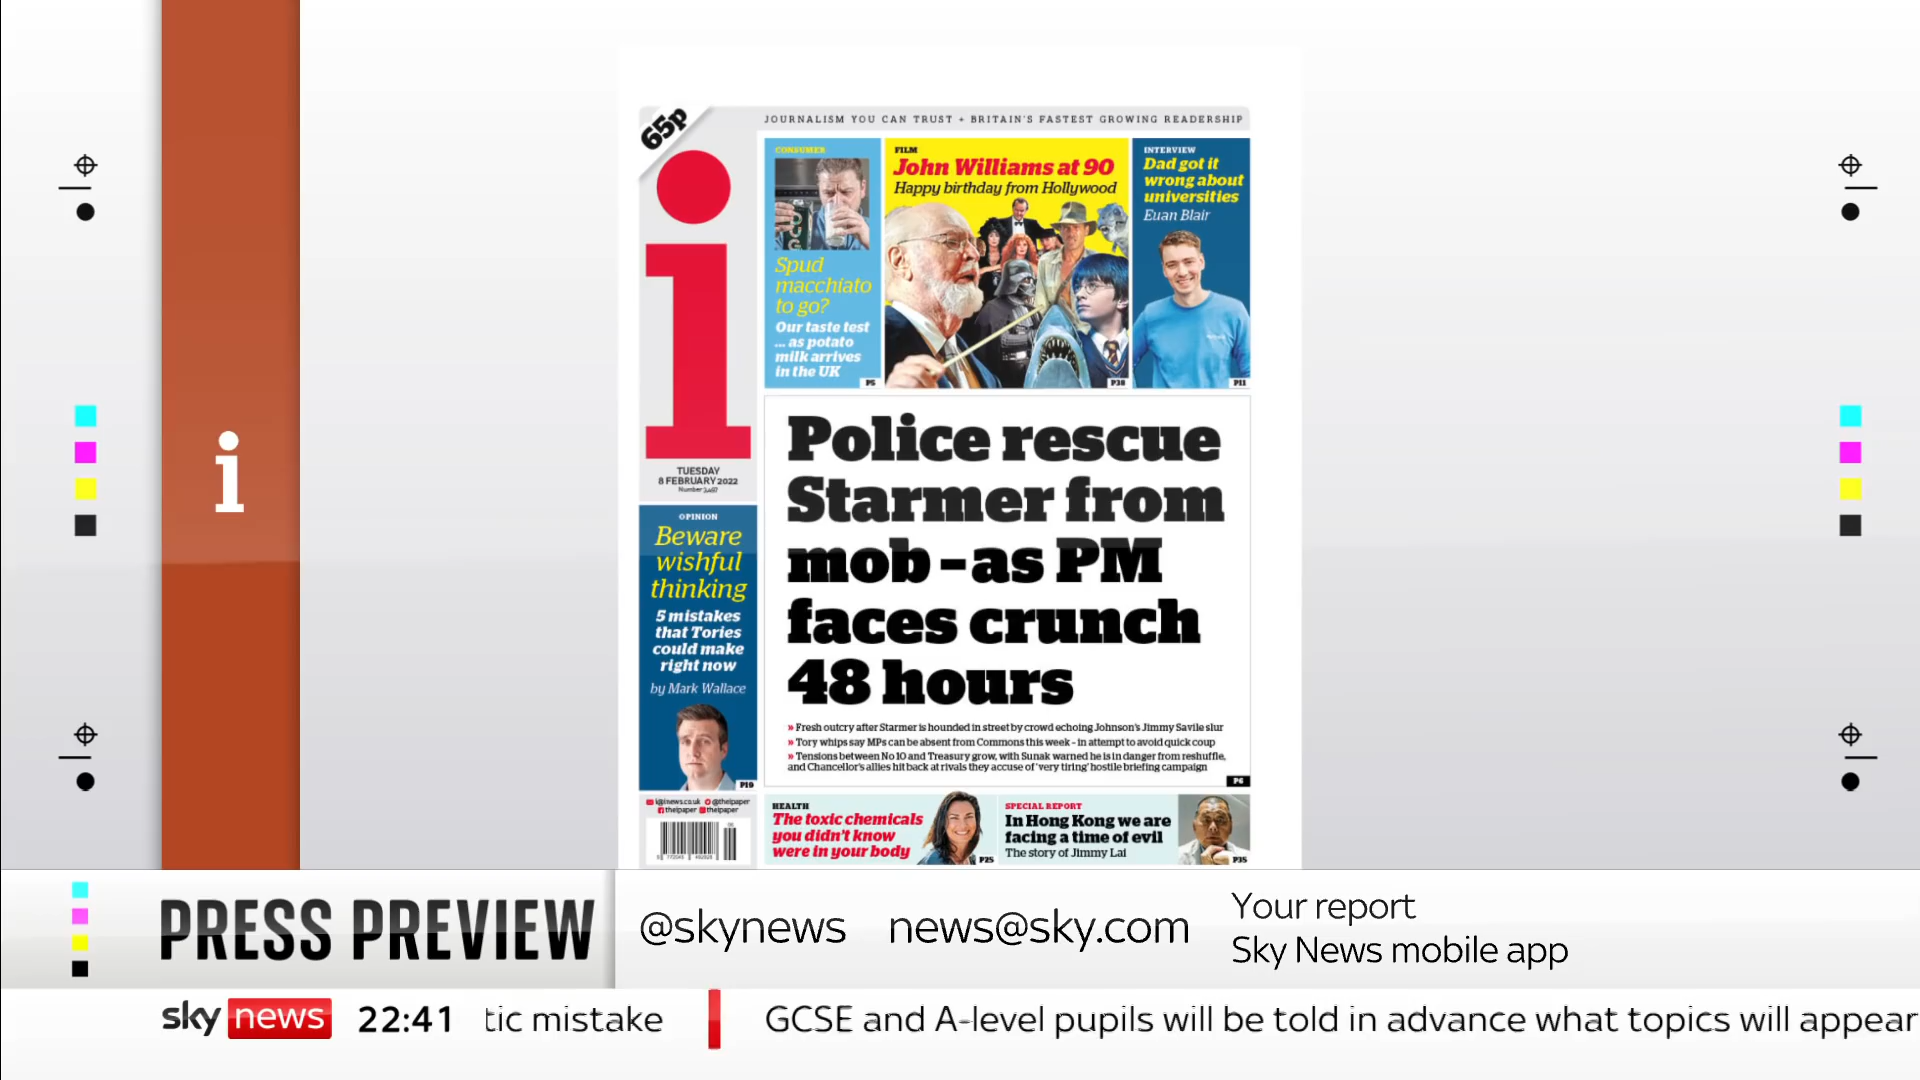 65p
JOURNALISM YOU CAN TRUST + BRITAIN'S FASTEST GROWING READERSHIP
i
TUESDAY
8 FEBRUARY 2022
CONSUMER
Spud
macchiato
to go?
Our taste test
... as potato
milk arrives
in the UK
P5
FILM
John Williams at 90
Happy birthday from Hollywood
P38
INTERVIEW
Dad got it
wrong about
universities
Euan Blair
P11
OPINION
Beware
wishful
thinking
5 mistakes
that Tories
could make
right now
by Mark Wallace
P19
Police rescue
Starmer from
mob – as PM
faces crunch
48 hours
» Fresh outcry after Starmer is hounded in street by crowd echoing Johnson's Jimmy Savile slur
» Tory whips say MPs can be absent from Commons this week – in attempt to avoid quick coup
» Tensions between No 10 and Treasury grow, with Sunak warned he is in danger from reshuffle,
and Chancellor's allies hit back at rivals they accuse of 'very tiring' hostile briefing campaign
P6
i@inews.co.uk @theipaper
theipaper theipaper
HEALTH
The toxic chemicals
you didn't know
were in your body
P25
SPECIAL REPORT
In Hong Kong we are
facing a time of evil
The story of Jimmy Lai
P35
i
PRESS PREVIEW
@skynews news@sky.com
Your report
Sky News mobile app
sky news 22:41 tic mistake GCSE and A-level pupils will be told in advance what topics will appear